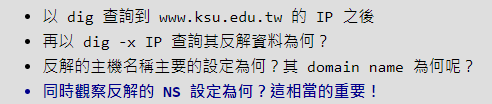 以 dig 查詢到 www.ksu.edu.tw 的 IP 之後
再以 dig -x IP 查詢其反解資料為何？
反解的主機名稱主要的設定為何？其 domain name 為何呢？
同時觀察反解的 NS 設定為何？這相當的重要！